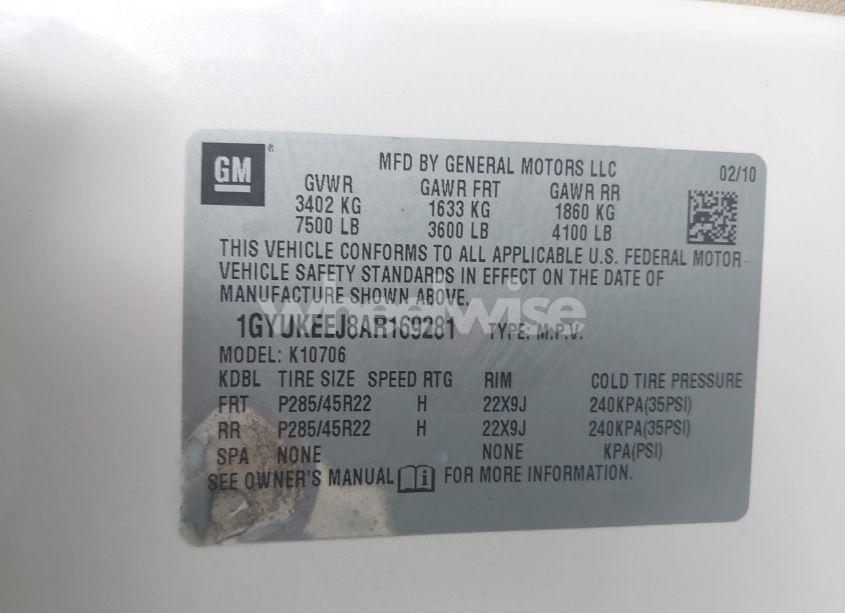 GM
MFD BY GENERAL MOTORS LLC 02/10
GVWR GAWR FRT GAWR RR
3402 KG 1633 KG 1860 KG
7500 LB 3600 LB 4100 LB
THIS VEHICLE CONFORMS TO ALL APPLICABLE U.S. FEDERAL MOTOR
VEHICLE SAFETY STANDARDS IN EFFECT ON THE DATE OF
MANUFACTURE SHOWN ABOVE.
wheelwise
1GYUKEEJ8AR169281 TYPE: M.P.V.
MODEL: K10706
KDBL TIRE SIZE SPEED RTG RIM COLD TIRE PRESSURE
FRT P285/45R22 H 22X9J 240KPA(35PSI)
RR P285/45R22 H 22X9J 240KPA(35PSI)
SPA NONE NONE KPA(PSI)
SEE OWNER'S MANUAL FOR MORE INFORMATION.